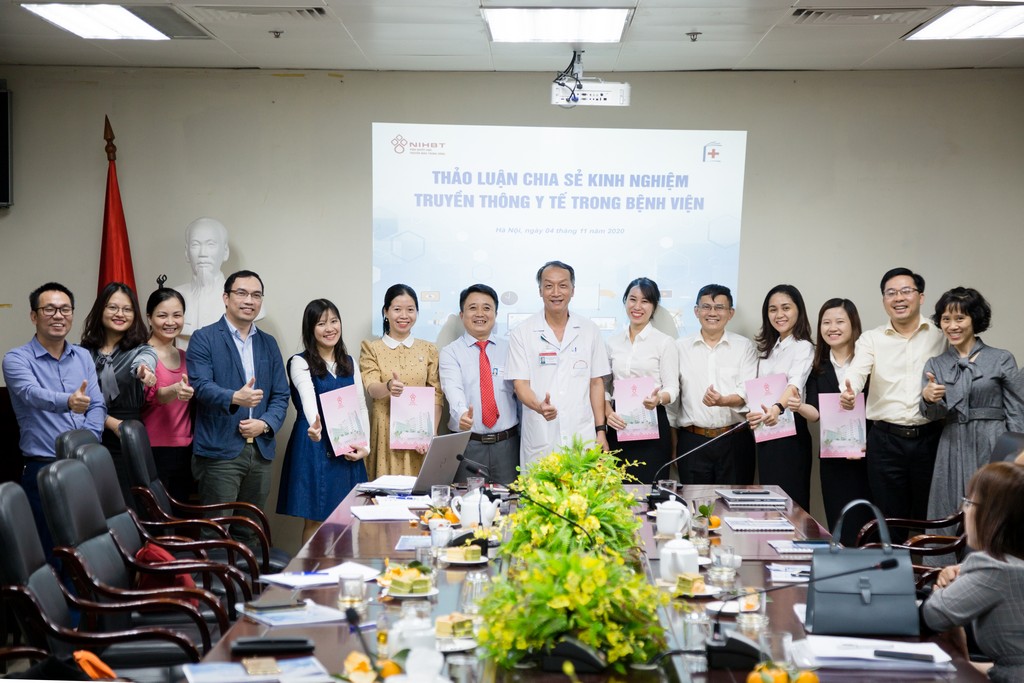 NIHBT
THẢO LUẬN CHIA SẺ KINH NGHIỆM
TRUYỀN THÔNG Y TẾ TRONG BỆNH VIỆN
Hà Nội, ngày 04 tháng 11 năm 2020